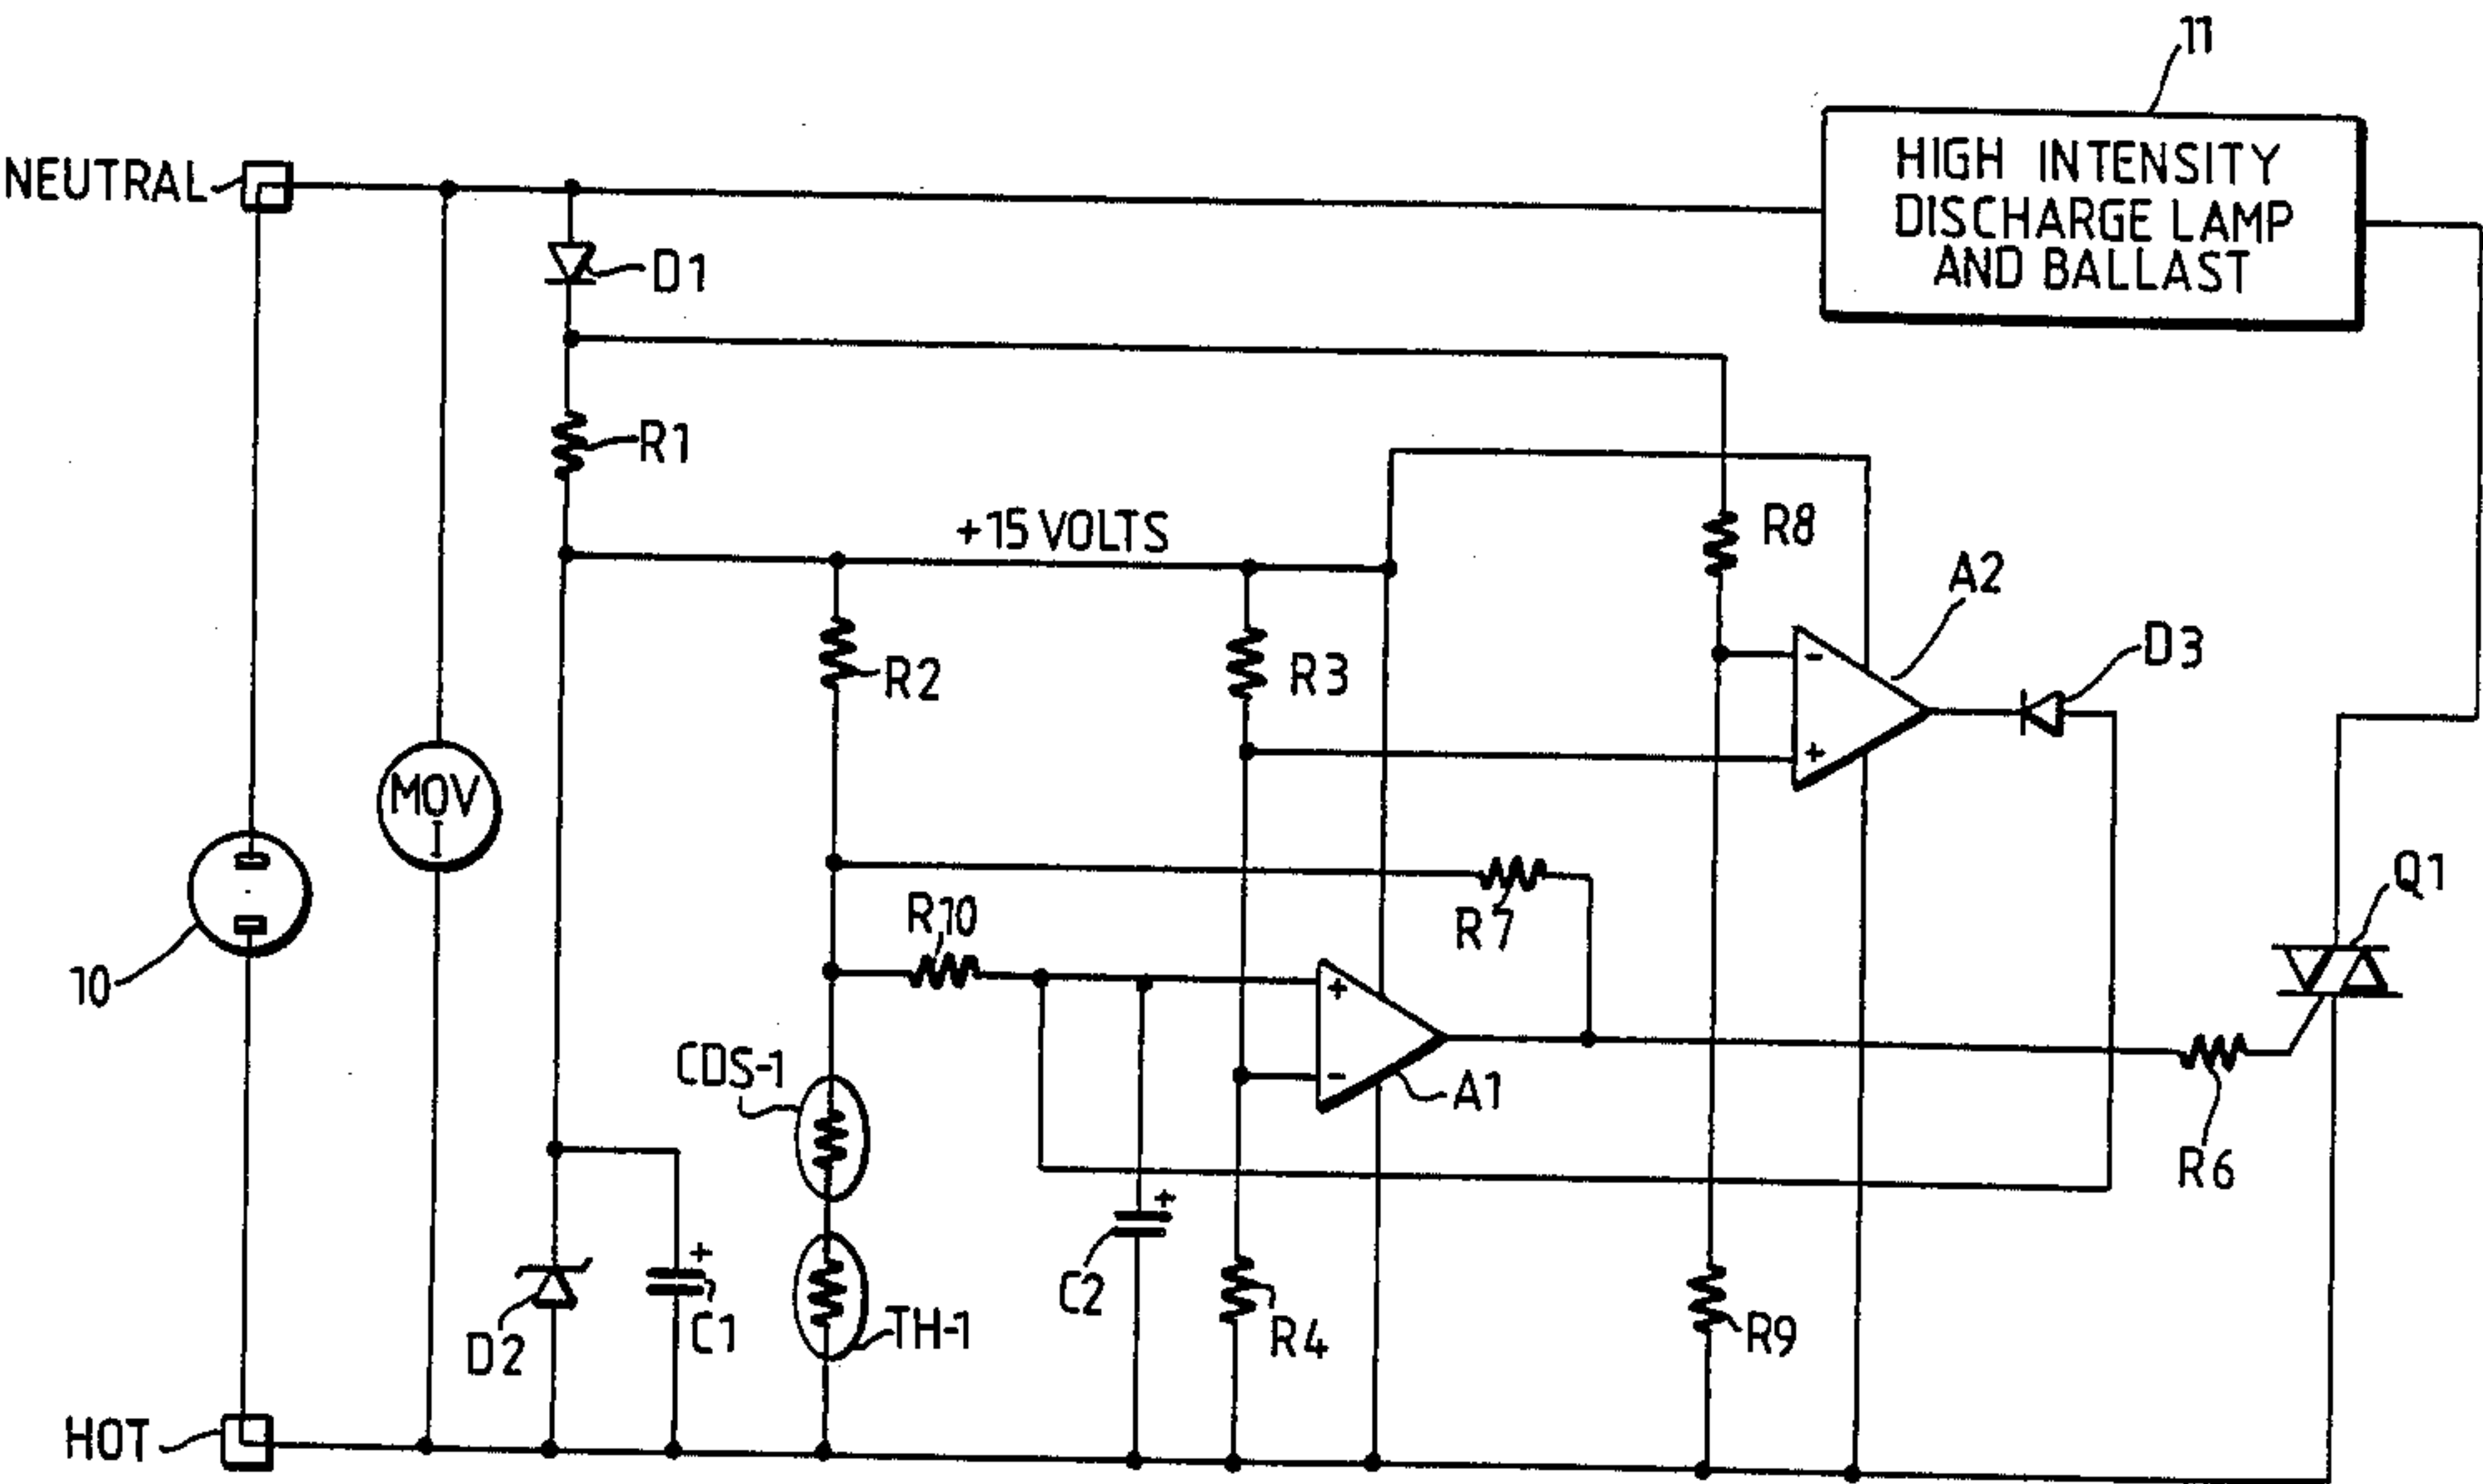 11
NEUTRAL
HIGH INTENSITY
DISCHARGE LAMP
AND BALLAST
D1
R1
+15 VOLTS
R8
A2
R2
R3
D3
-
+
MOV
1
R10
R7
Q1
10
+
-
CDS-1
A1
R6
+
+
C2
D2
C1
TH-1
R4
R9
HOT